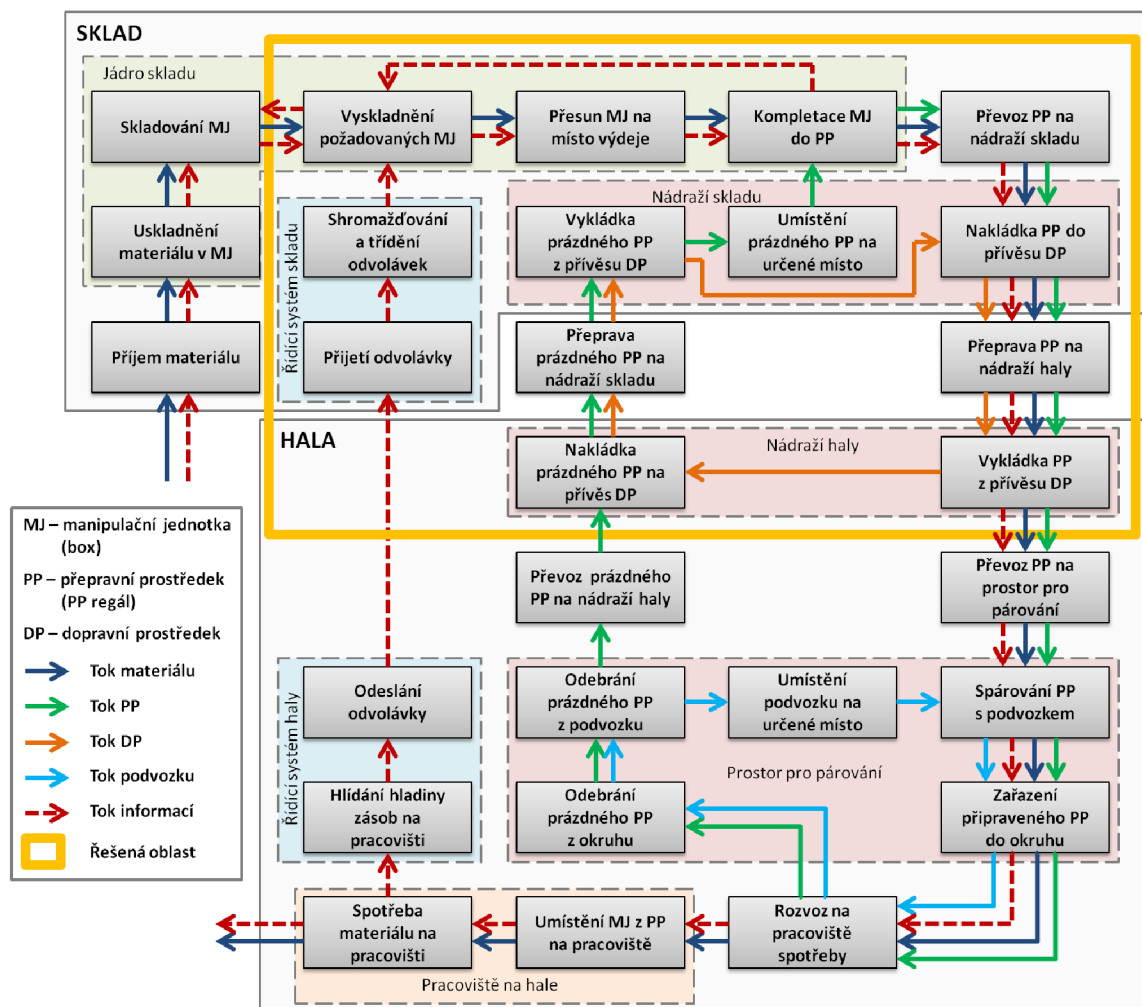 SKLAD
Jádro skladu
Skladování MJ
Vyskladnění
požadovaných MJ
Přesun MJ na
místo výdeje
Kompletace MJ
do PP
Převoz PP na
nádraží skladu
Nádraží skladu
Uskladnění
materiálu v MJ
Řídící systém skladu
Shromažďování
a třídění
odvolávek
Vykládka
prázdného PP
z přívěsu DP
Umístění
prázdného PP na
určené místo
Nakládka PP do
přívěsu DP
Příjem materiálu
Přijetí odvolávky
Přeprava
prázdného PP na
nádraží skladu
Přeprava PP na
nádraží haly
HALA
Nakládka
prázdného PP na
přívěs DP
Nádraží haly
Vykládka PP
z přívěsu DP
MJ – manipulační jednotka
(box)
PP – přepravní prostředek
(PP regál)
DP – dopravní prostředek
Tok materiálu
Tok PP
Tok DP
Tok podvozku
Tok informací
Řešená oblast
Převoz prázdného
PP na nádraží haly
Převoz PP na
prostor pro
párování
Řídící systém haly
Odeslání
odvolávky
Odebrání
prázdného PP
z podvozku
Umístění
podvozku na
určené místo
Spárování PP
s podvozkem
Prostor pro párování
Hlídání hladiny
zásob na
pracovišti
Odebrání
prázdného PP
z okruhu
Zařazení
připraveného PP
do okruhu
Spotřeba
materiálu na
pracovišti
Umístění MJ z PP
na pracoviště
Rozvoz na
pracoviště
spotřeby
Pracoviště na hale